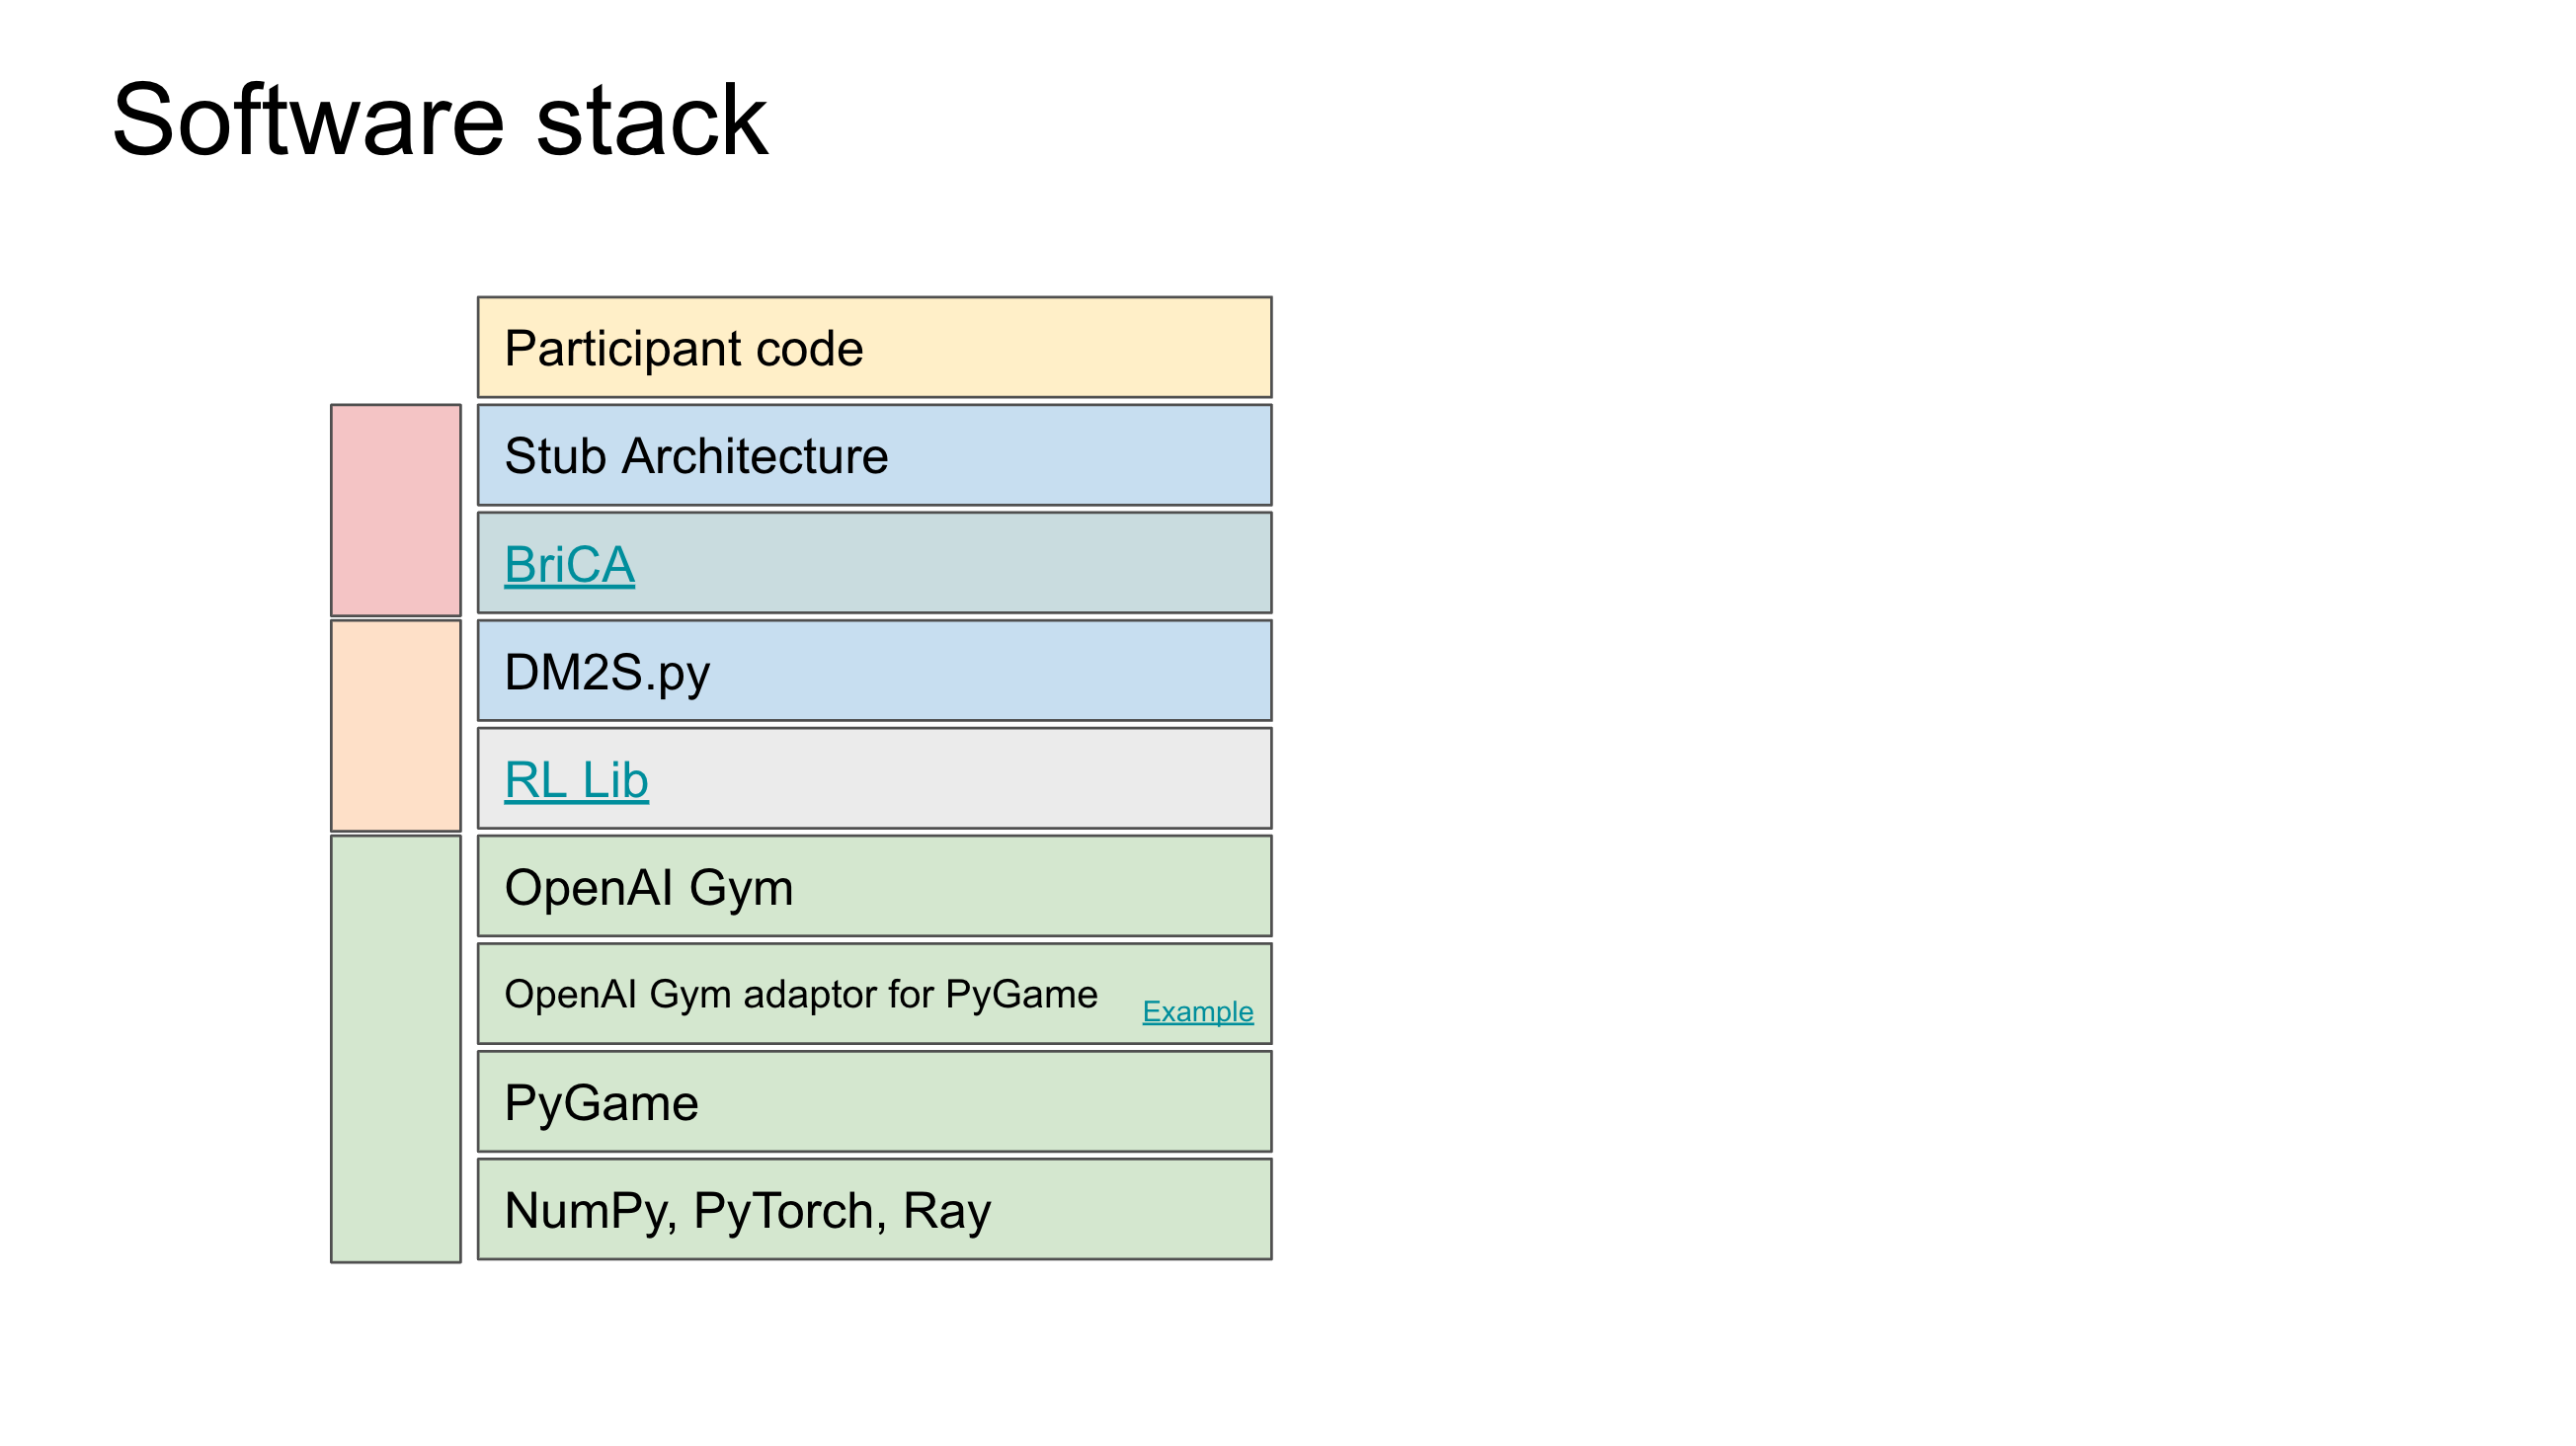 Software stack
Participant code
Stub Architecture
BriCA
DM2S.py
RL Lib
OpenAI Gym
OpenAI Gym adaptor for PyGame
Example
PyGame
NumPy, PyTorch, Ray